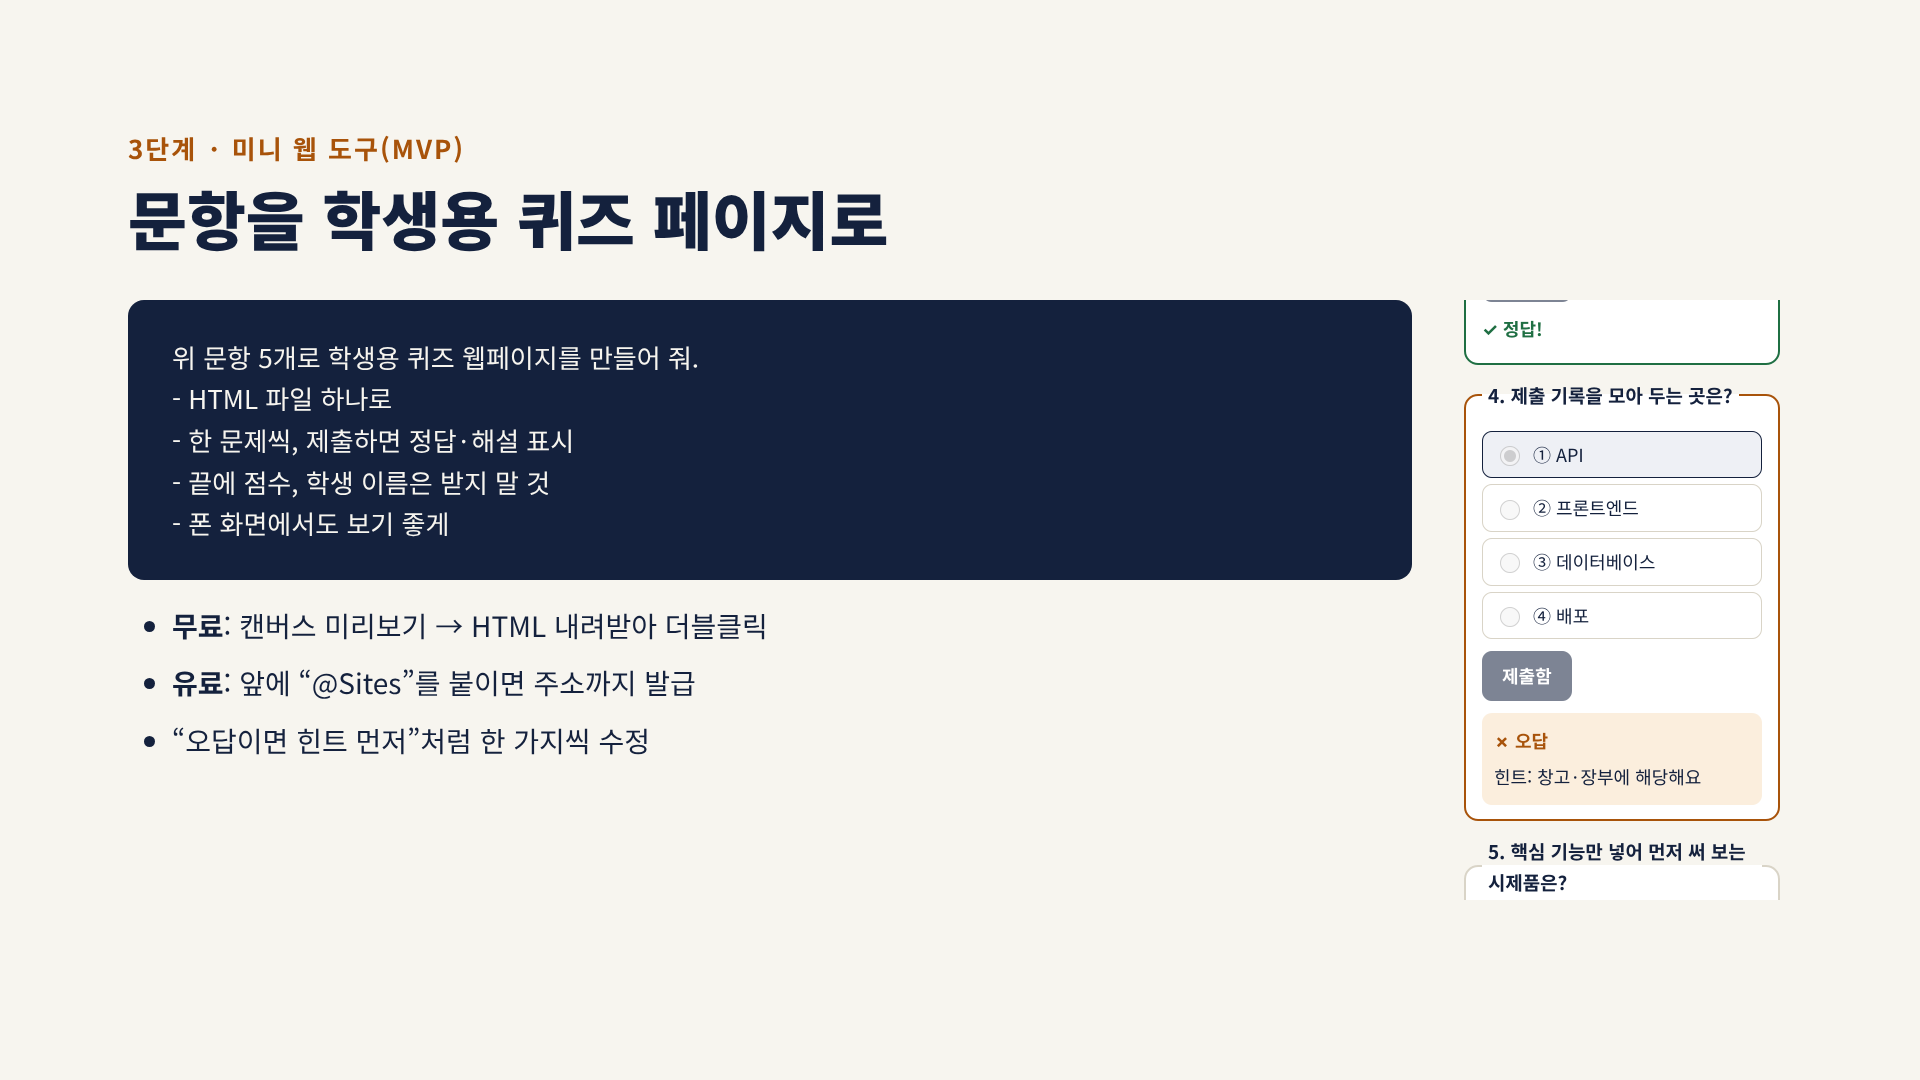 3단계 · 미니 웹 도구(MVP)
문항을 학생용 퀴즈 페이지로
위 문항 5개로 학생용 퀴즈 웹페이지를 만들어 줘.
- HTML 파일 하나로
- 한 문제씩, 제출하면 정답·해설 표시
- 끝에 점수, 학생 이름은 받지 말 것
- 폰 화면에서도 보기 좋게
• 무료: 캔버스 미리보기 → HTML 내려받아 더블클릭
• 유료: 앞에 “@Sites”를 붙이면 주소까지 발급
• “오답이면 힌트 먼저”처럼 한 가지씩 수정
✓ 정답!
4. 제출 기록을 모아 두는 곳은?
① API
② 프론트엔드
③ 데이터베이스
④ 배포
제출함
× 오답
힌트: 창고·장부에 해당해요
5. 핵심 기능만 넣어 먼저 써 보는
시제품은?